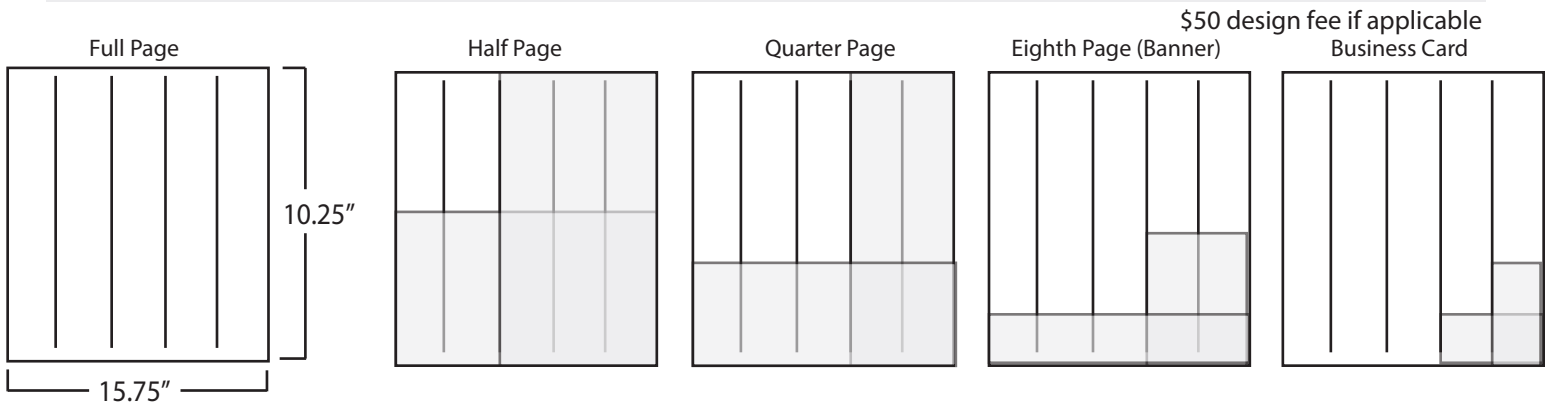 $50 design fee if applicable
Full Page
Half Page
Quarter Page
Eighth Page (Banner)
Business Card
10.25”
15.75”